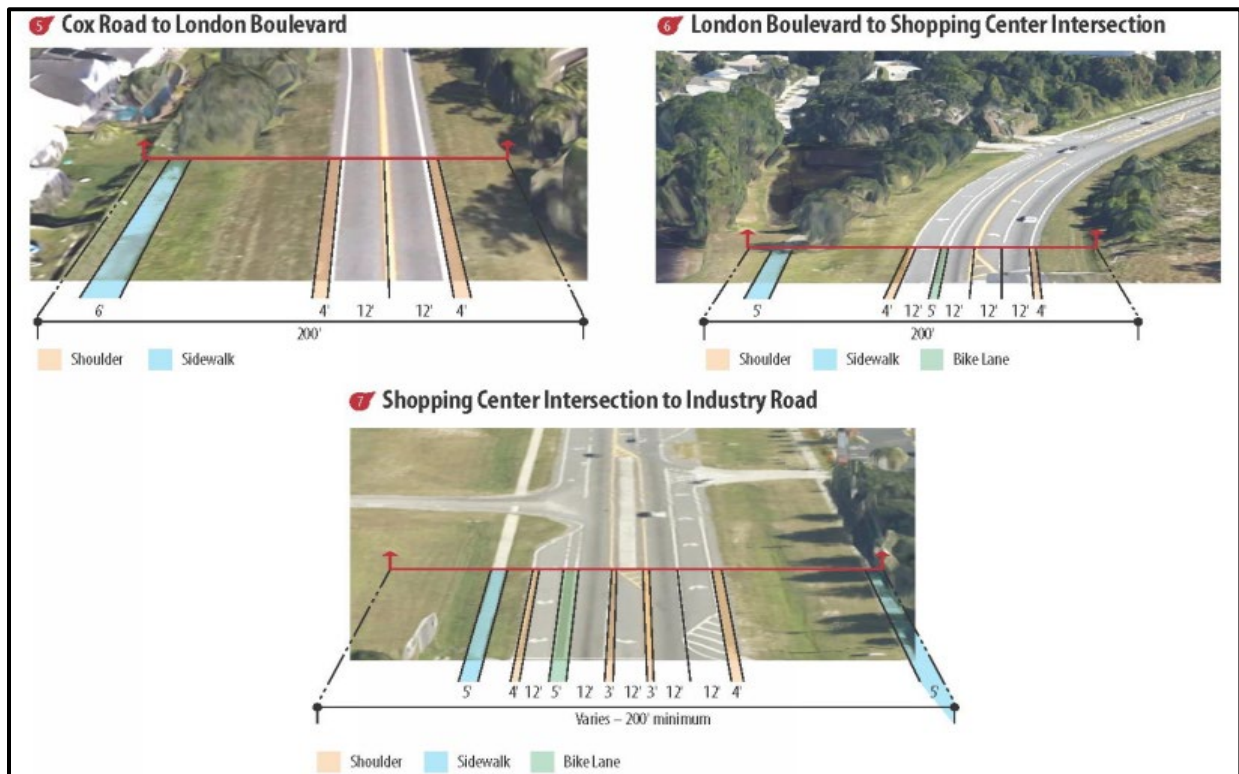 5 Cox Road to London Boulevard
6' 4' 12' 12' 4'
200'
Shoulder Sidewalk
6 London Boulevard to Shopping Center Intersection
5' 4' 12' 5' 12' 12' 12' 4'
200'
Shoulder Sidewalk Bike Lane
7 Shopping Center Intersection to Industry Road
5' 4' 12' 5' 12' 3' 12' 3' 12' 12' 4' 5'
Varies – 200' minimum
Shoulder Sidewalk Bike Lane